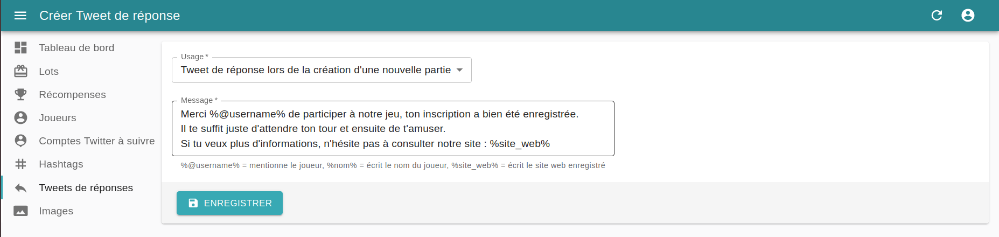 Créer Tweet de réponse
Tableau de bord
Lots
Récompenses
Joueurs
Comptes Twitter à suivre
Hashtags
Tweets de réponses
Images
Usage *
Tweet de réponse lors de la création d'une nouvelle partie
Message *
Merci %@username% de participer à notre jeu, ton inscription a bien été enregistrée.
Il te suffit juste d'attendre ton tour et ensuite de t'amuser.
Si tu veux plus d'informations, n'hésite pas à consulter notre site : %site_web%
%@username% = mentionne le joueur, %nom% = écrit le nom du joueur, %site_web% = écrit le site web enregistré
ENREGISTRER